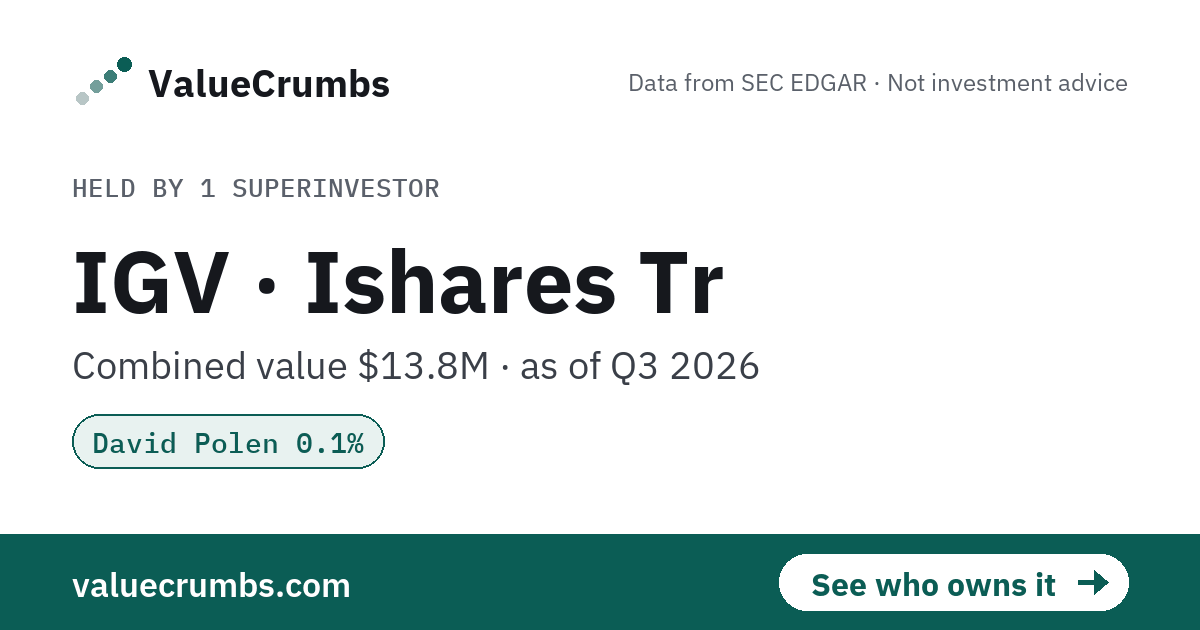 ValueCrumbs
Data from SEC EDGAR · Not investment advice
HELD BY 1 SUPERINVESTOR
IGV · Ishares Tr
Combined value $13.8M · as of Q3 2026
David Polen 0.1%
valuecrumbs.com
See who owns it →